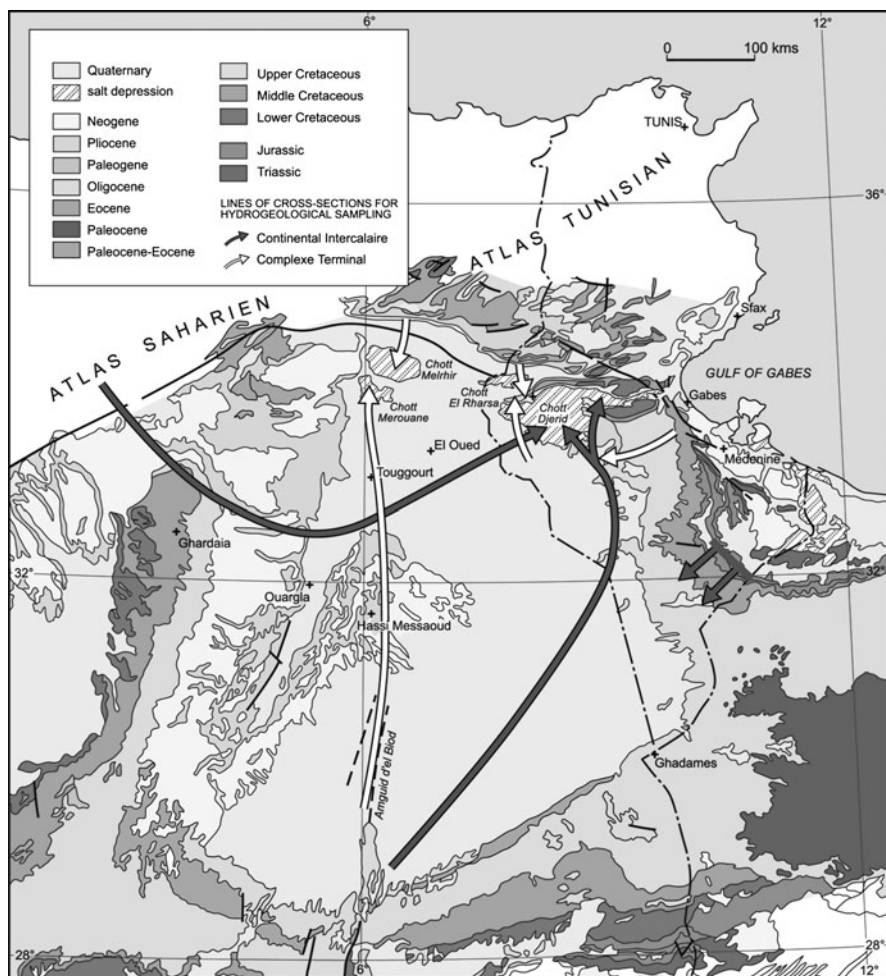 6°
12°
0 100 kms
Quaternary
salt depression
Neogene
Pliocene
Paleogene
Oligocene
Eocene
Paleocene
Paleocene-Eocene
Upper Cretaceous
Middle Cretaceous
Lower Cretaceous
Jurassic
Triassic
LINES OF CROSS-SECTIONS FOR
HYDROGEOLOGICAL SAMPLING
Continental Intercalaire
Complexe Terminal
TUNIS
36°
ATLAS TUNISIAN
ATLAS SAHARIEN
Sfax
Chott
Melrhir
Chott
El Rharsa
GULF OF GABES
Chott
Merouane
Chott
Djerid
Gabes
El Oued
Medenine
Touggourt
Ghardaia
32°
32°
Ouargla
Hassi Messaoud
Amguid d'el Biod
Ghadames
28°
28°
6
12°